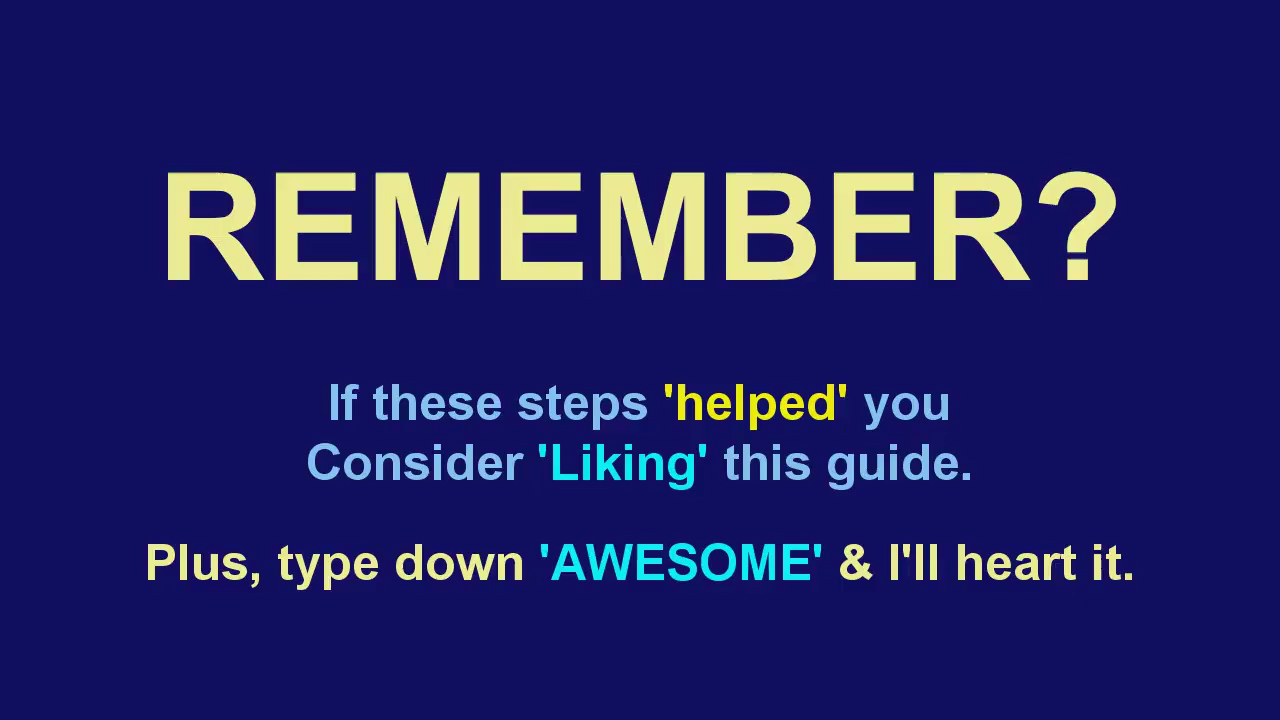 REMEMBER?
If these steps 'helped' you
Consider 'Liking' this guide.
Plus, type down 'AWESOME' & I'll heart it.